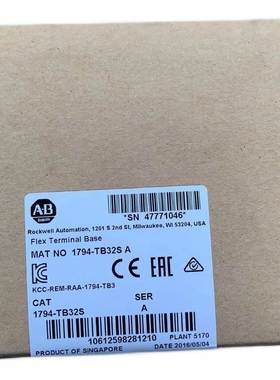 AB
*SN 47771046*
Rockwell Automation, 1201 S 2nd St, Milwaukee, WI 53204, USA
Flex Terminal Base
MAT NO 1794-TB32S A
CE
EAC
KCC-REM-RAA-1794-TB3
CAT
SER
1794-TB32S
A
10612598281210
PLANT 5170
PRODUCT OF SINGAPORE
DATE 2016/05/04